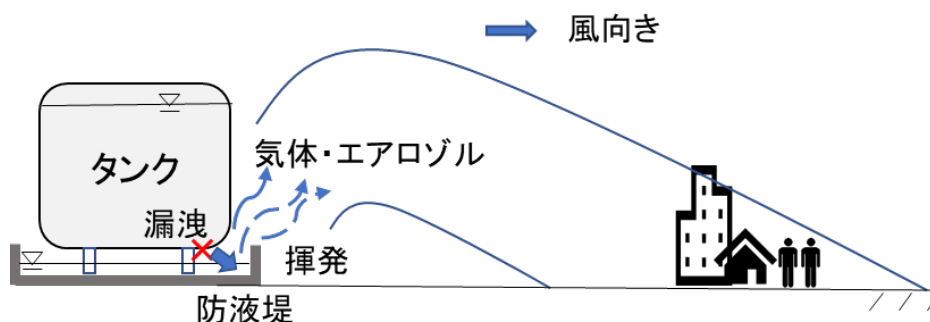 風向き
タンク
気体・エアロゾル
漏洩
揮発
防液堤